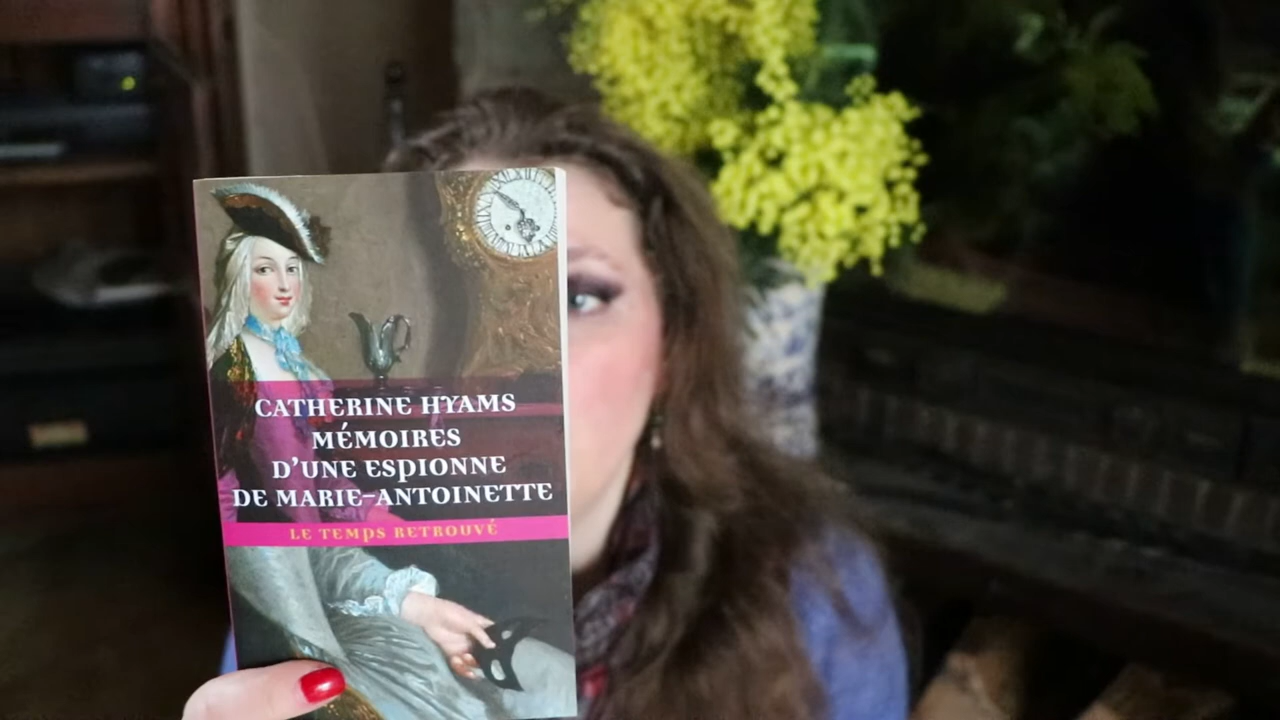 CATHERINE HYAMS
MÉMOIRES
D'UNE ESPIONNE
DE MARIE-ANTOINETTE
LE TEMPS RETROUVÉ